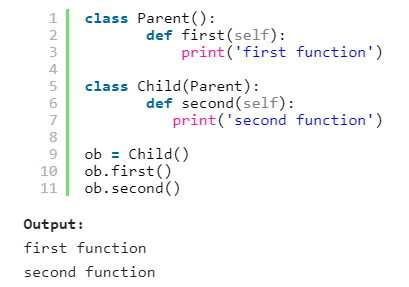 1 class Parent():
2 def first(self):
3 print('first function')
4
5 class Child(Parent):
6 def second(self):
7 print('second function')
8
9 ob = Child()
10 ob.first()
11 ob.second()
Output:
first function
second function